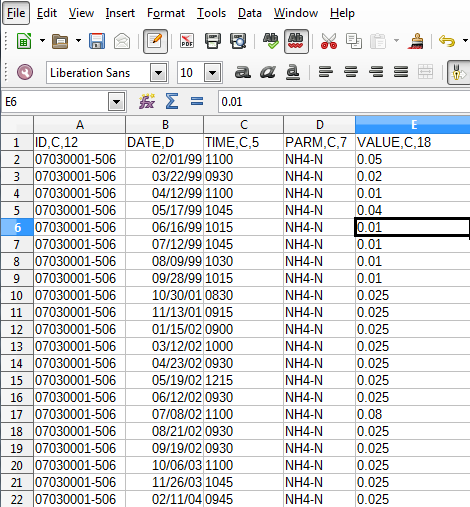 File Edit View Insert Format Tools Data Window Help
Liberation Sans 10 a a a
E6 fx Σ = 0.01
A B C D E
1 ID,C,12 DATE,D TIME,C,5 PARM,C,7 VALUE,C,18
2 07030001-506 02/01/99 1100 NH4-N 0.05
3 07030001-506 03/22/99 0930 NH4-N 0.02
4 07030001-506 04/12/99 1100 NH4-N 0.01
5 07030001-506 05/17/99 1045 NH4-N 0.04
6 07030001-506 06/16/99 1015 NH4-N 0.01
7 07030001-506 07/12/99 1045 NH4-N 0.01
8 07030001-506 08/09/99 1030 NH4-N 0.01
9 07030001-506 09/28/99 1015 NH4-N 0.01
10 07030001-506 10/30/01 0830 NH4-N 0.025
11 07030001-506 11/13/01 0915 NH4-N 0.025
12 07030001-506 01/15/02 0900 NH4-N 0.025
13 07030001-506 03/12/02 1000 NH4-N 0.025
14 07030001-506 04/23/02 0930 NH4-N 0.025
15 07030001-506 05/19/02 1215 NH4-N 0.025
16 07030001-506 06/12/02 0930 NH4-N 0.025
17 07030001-506 07/08/02 1100 NH4-N 0.08
18 07030001-506 08/21/02 0930 NH4-N 0.025
19 07030001-506 09/19/02 0930 NH4-N 0.025
20 07030001-506 10/06/03 1100 NH4-N 0.025
21 07030001-506 11/26/03 1045 NH4-N 0.025
22 07030001-506 02/11/04 0945 NH4-N 0.025